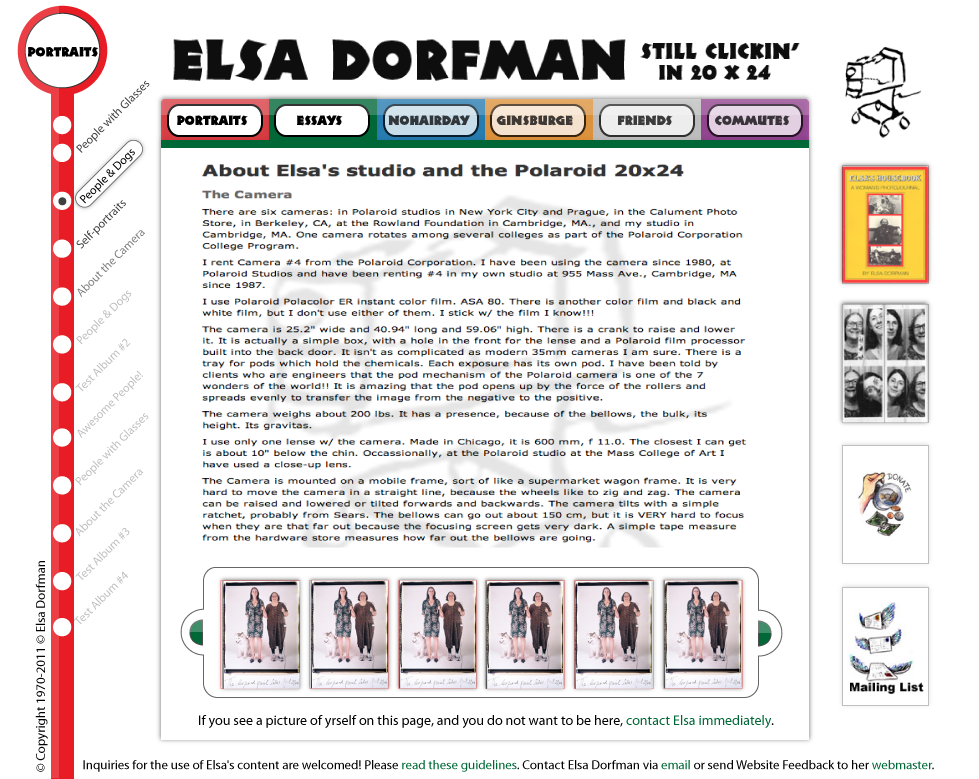 PORTRAITS
ELSA DORFMAN
STILL CLICKIN'
IN 20 X 24
PORTRAITS
ESSAYS
NOHAIRDAY
GINSBURGE
FRIENDS
COMMUTES
People with Glasses
People & Dogs
Self-portraits
About the Camera
People & Dogs
Test Album #2
Awesome People!
People with Glasses
About the Camera
Test Album #3
Test Album #4
© Copyright 1970-2011 © Elsa Dorfman
About Elsa's studio and the Polaroid 20x24
The Camera
There are six cameras: in Polaroid studios in New York City and Prague, in the Calument Photo
Store, in Berkeley, CA, at the Rowland Foundation in Cambridge, MA., and my studio in
Cambridge, MA. One camera rotates among several colleges as part of the Polaroid Corporation
College Program.
I rent Camera #4 from the Polaroid Corporation. I have been using the camera since 1980, at
Polaroid Studios and have been renting #4 in my own studio at 955 Mass Ave., Cambridge, MA
since 1987.
I use Polaroid Polacolor ER instant color film. ASA 80. There is another color film and black and
white film, but I don't use either of them. I stick w/ the film I know!!!
The camera is 25.2" wide and 40.94" long and 59.06" high. There is a crank to raise and lower
it. It is actually a simple box, with a hole in the front for the lense and a Polaroid film processor
built into the back door. It isn't as complicated as modern 35mm cameras I am sure. There is a
tray for pods which hold the chemicals. Each exposure has its own pod. I have been told by
clients who are engineers that the pod mechanism of the Polaroid camera is one of the 7
wonders of the world!! It is amazing that the pod opens up by the force of the rollers and
spreads evenly to transfer the image from the negative to the positive.
The camera weighs about 200 lbs. It has a presence, because of the bellows, the bulk, its
height. Its gravitas.
I use only one lense w/ the camera. Made in Chicago, it is 600 mm, f 11.0. The closest I can get
is about 10" below the chin. Occassionally, at the Polaroid studio at the Mass College of Art I
have used a close-up lens.
The Camera is mounted on a mobile frame, sort of like a supermarket wagon frame. It is very
hard to move the camera in a straight line, because the wheels like to zig and zag. The camera
can be raised and lowered or tilted forwards and backwards. The camera tilts with a simple
ratchet, probably from Sears. The bellows can go out about 150 cm, but it is VERY hard to focus
when they are that far out because the focusing screen gets very dark. A simple tape measure
from the hardware store measures how far out the bellows are going.
If you see a picture of yrself on this page, and you do not want to be here, contact Elsa immediately.
ELSA'S HOUSEBOOK
A WOMAN'S PHOTOJOURNAL
BY ELSA DORFMAN
DONATE
Mailing List
Inquiries for the use of Elsa's content are welcomed! Please read these guidelines. Contact Elsa Dorfman via email or send Website Feedback to her webmaster.